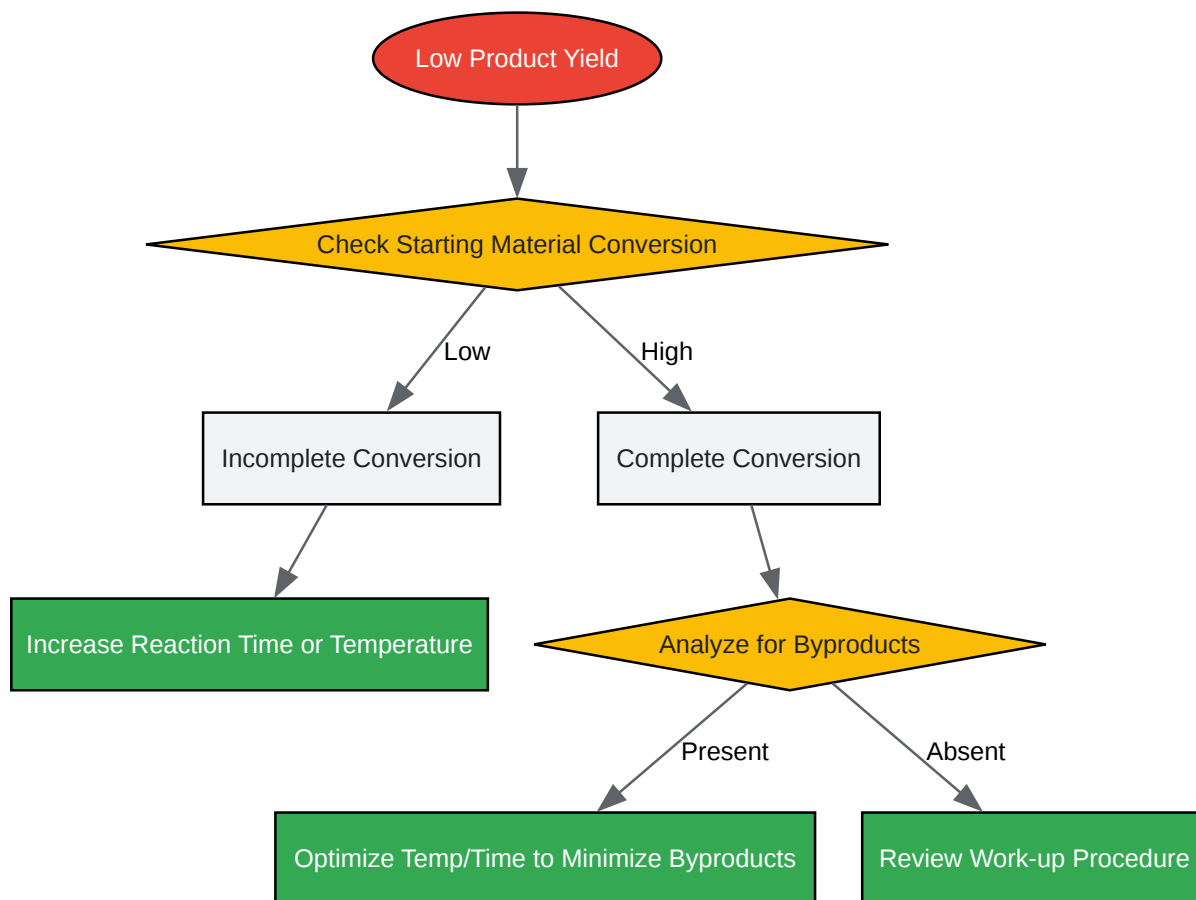 Low Product Yield
Check Starting Material Conversion
Low
High
Incomplete Conversion
Complete Conversion
Increase Reaction Time or Temperature
Analyze for Byproducts
Present
Absent
Optimize Temp/Time to Minimize Byproducts
Review Work-up Procedure